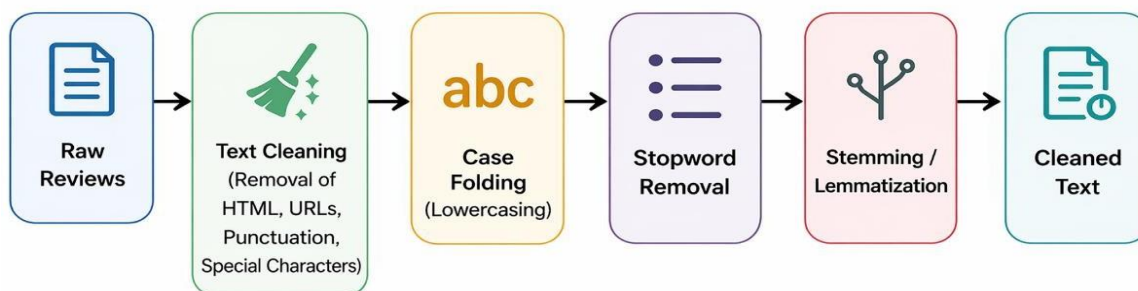 Raw
Reviews
Text Cleaning
(Removal of
HTML, URLs,
Punctuation,
Special Characters)
abc
Case
Folding
(Lowercasing)
Stopword
Removal
Stemming /
Lemmatization
Cleaned
Text